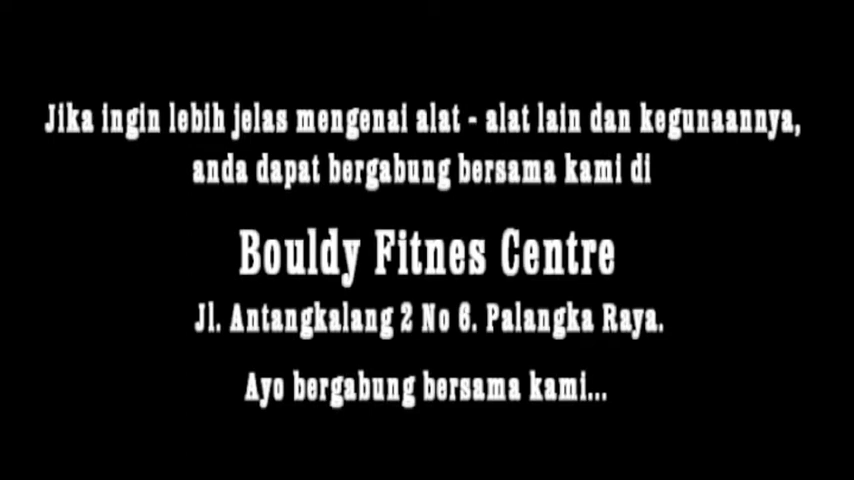 Jika ingin lebih jelas mengenai alat - alat lain dan kegunaannya,
anda dapat bergabung bersama kami di
Bouldy Fitnes Centre
Jl. Antangkalang 2 No 6. Palangka Raya.
Ayo bergabung bersama kami...